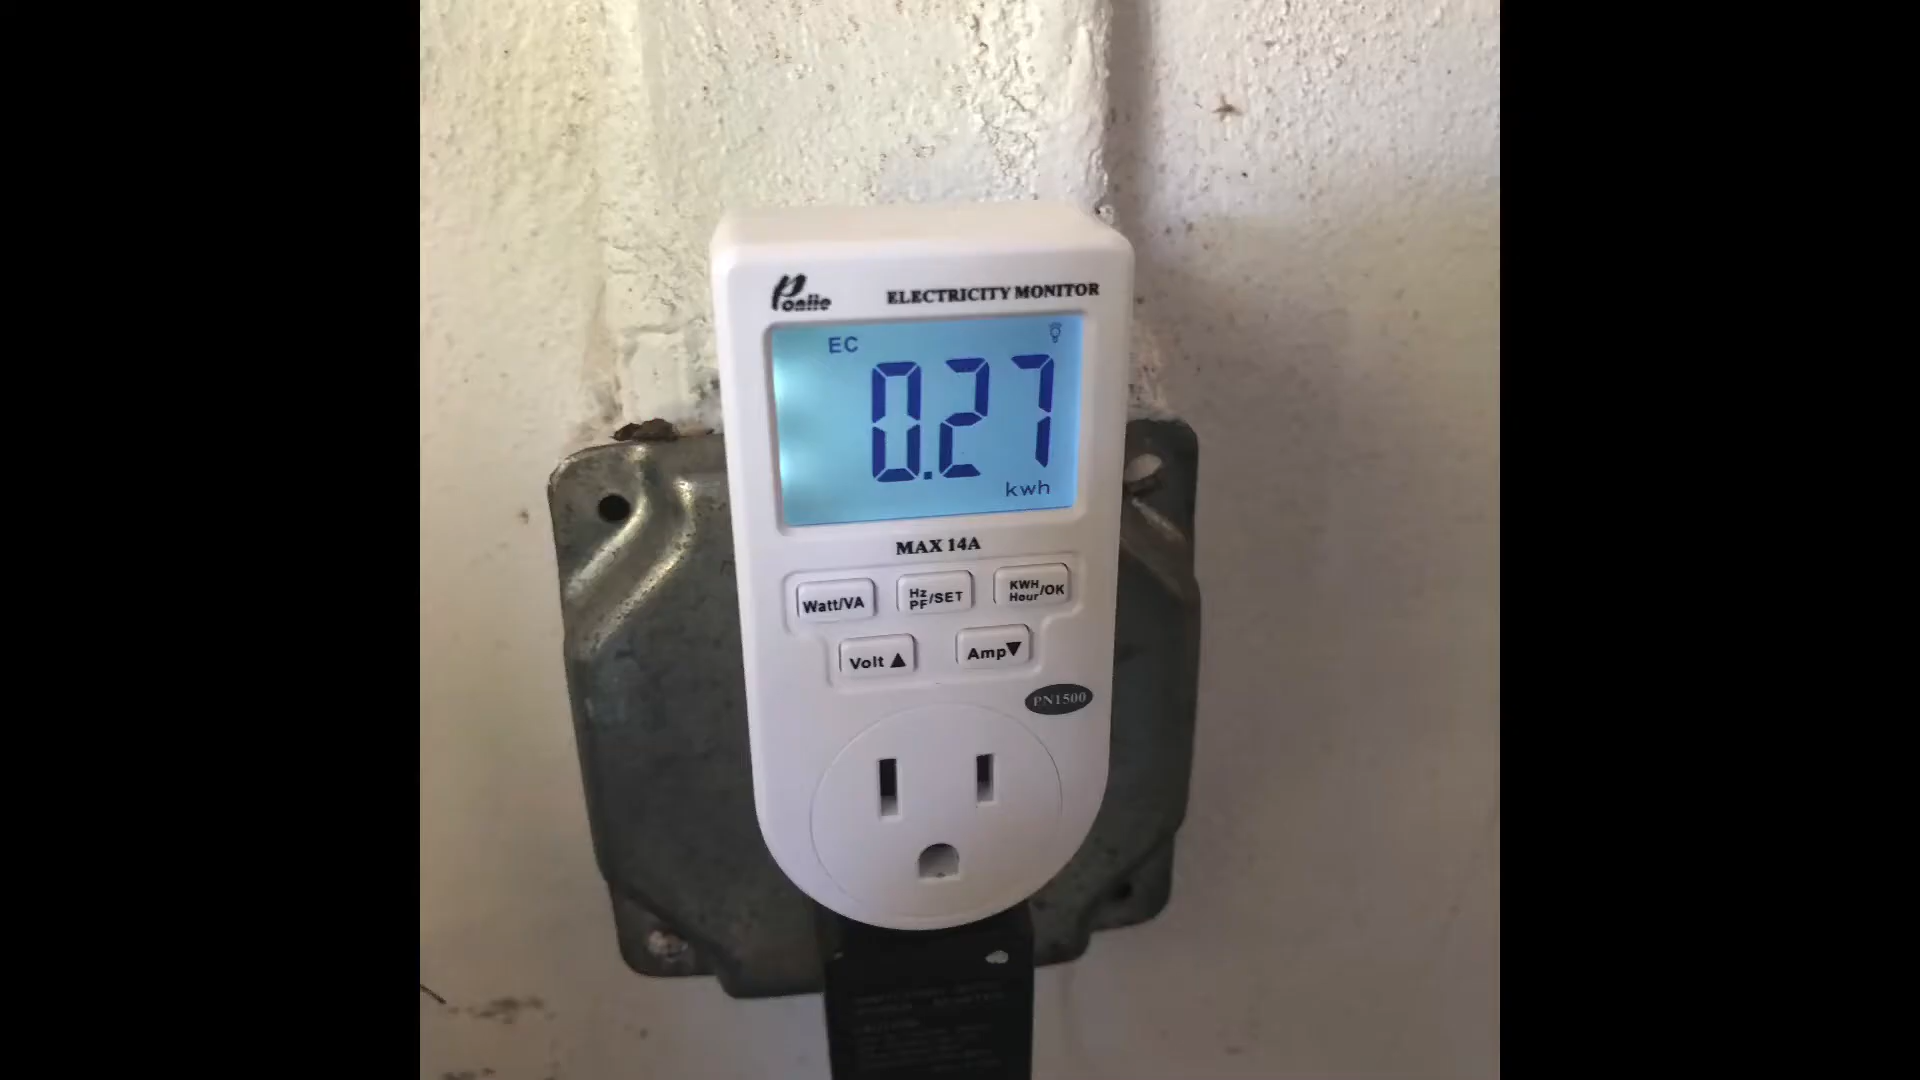 Poniie
ELECTRICITY MONITOR
EC
0.27
kwh
MAX 14A
Watt/VA
Hz
PF/SET
KWH
Hour/OK
Volt ▲
Amp▼
PN1500
CAUTION